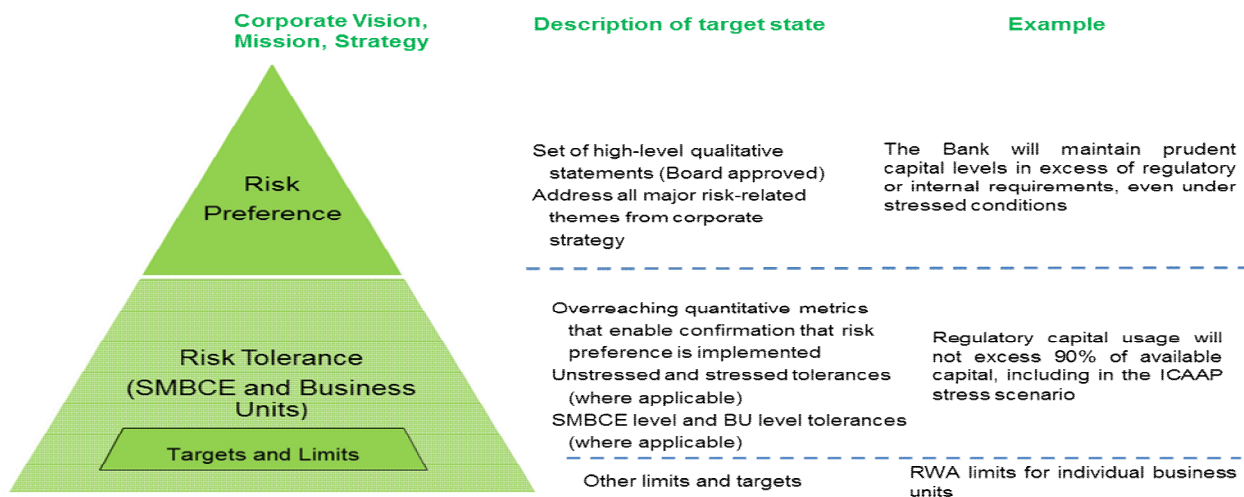 Corporate Vision,
Mission, Strategy
Description of target state
Example
Risk
Preference
Set of high-level qualitative
statements (Board approved)
Address all major risk-related
themes from corporate
strategy
The Bank will maintain prudent
capital levels in excess of regulatory
or internal requirements, even under
stressed conditions
Risk Tolerance
(SMBCE and Business
Units)
Overreaching quantitative metrics
that enable confirmation that risk
preference is implemented
Unstressed and stressed tolerances
(where applicable)
SMBCE level and BU level tolerances
(where applicable)
Regulatory capital usage will
not excess 90% of available
capital, including in the ICAAP
stress scenario
Targets and Limits
Other limits and targets
RWA limits for individual business
units